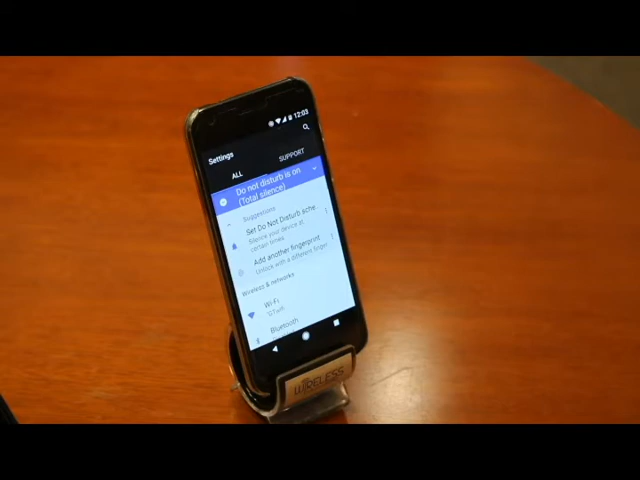 12:03
Settings
ALL
SUPPORT
Do not disturb is on
(Total silence)
Suggestions
Set Do Not Disturb sche...
Silence your device at
certain times
Add another fingerprint
Unlock with a different finger
Wireless & networks
Wi-Fi
Bluetooth
WIRELESS